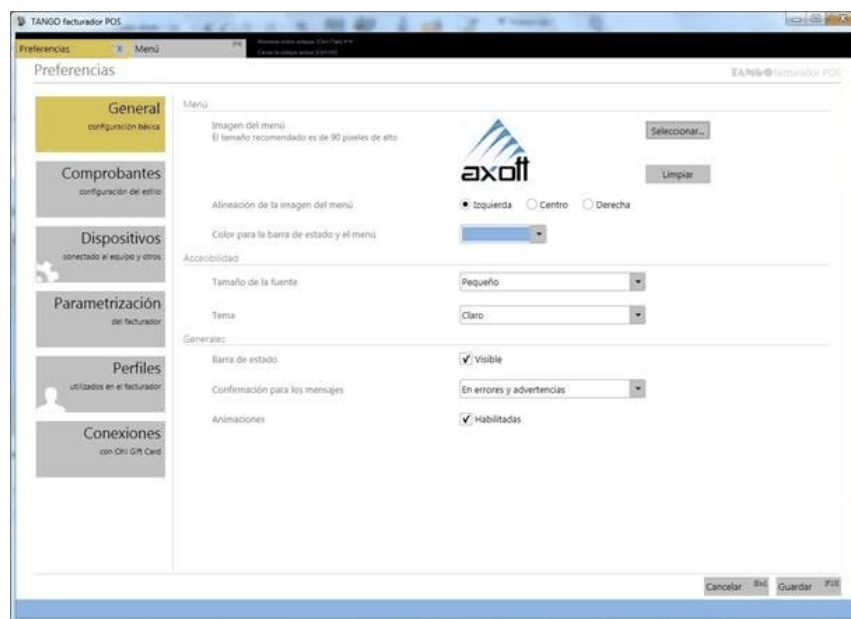 TANGO facturador POS
Preferencias X Menú
Preferencias
TANGO facturador POS
General
configuración básica
Comprobantes
configuración del estilo
Dispositivos
conectado al equipo y otros
Parametrización
del facturador
Perfiles
utilizados en el facturador
Conexiones
con Oh! Gift Card
Menú
Imagen del menú
El tamaño recomendado es de 90 pixeles de alto
axoft
Seleccionar...
Limpiar
Alineación de la imagen del menú
Izquierda Centro Derecha
Color para la barra de estado y el menú
Accesibilidad
Tamaño de la fuente Pequeño
Tema Claro
Generales
Barra de estado Visible
Confirmación para los mensajes En errores y advertencias
Animaciones Habilitadas
Cancelar Guardar F10